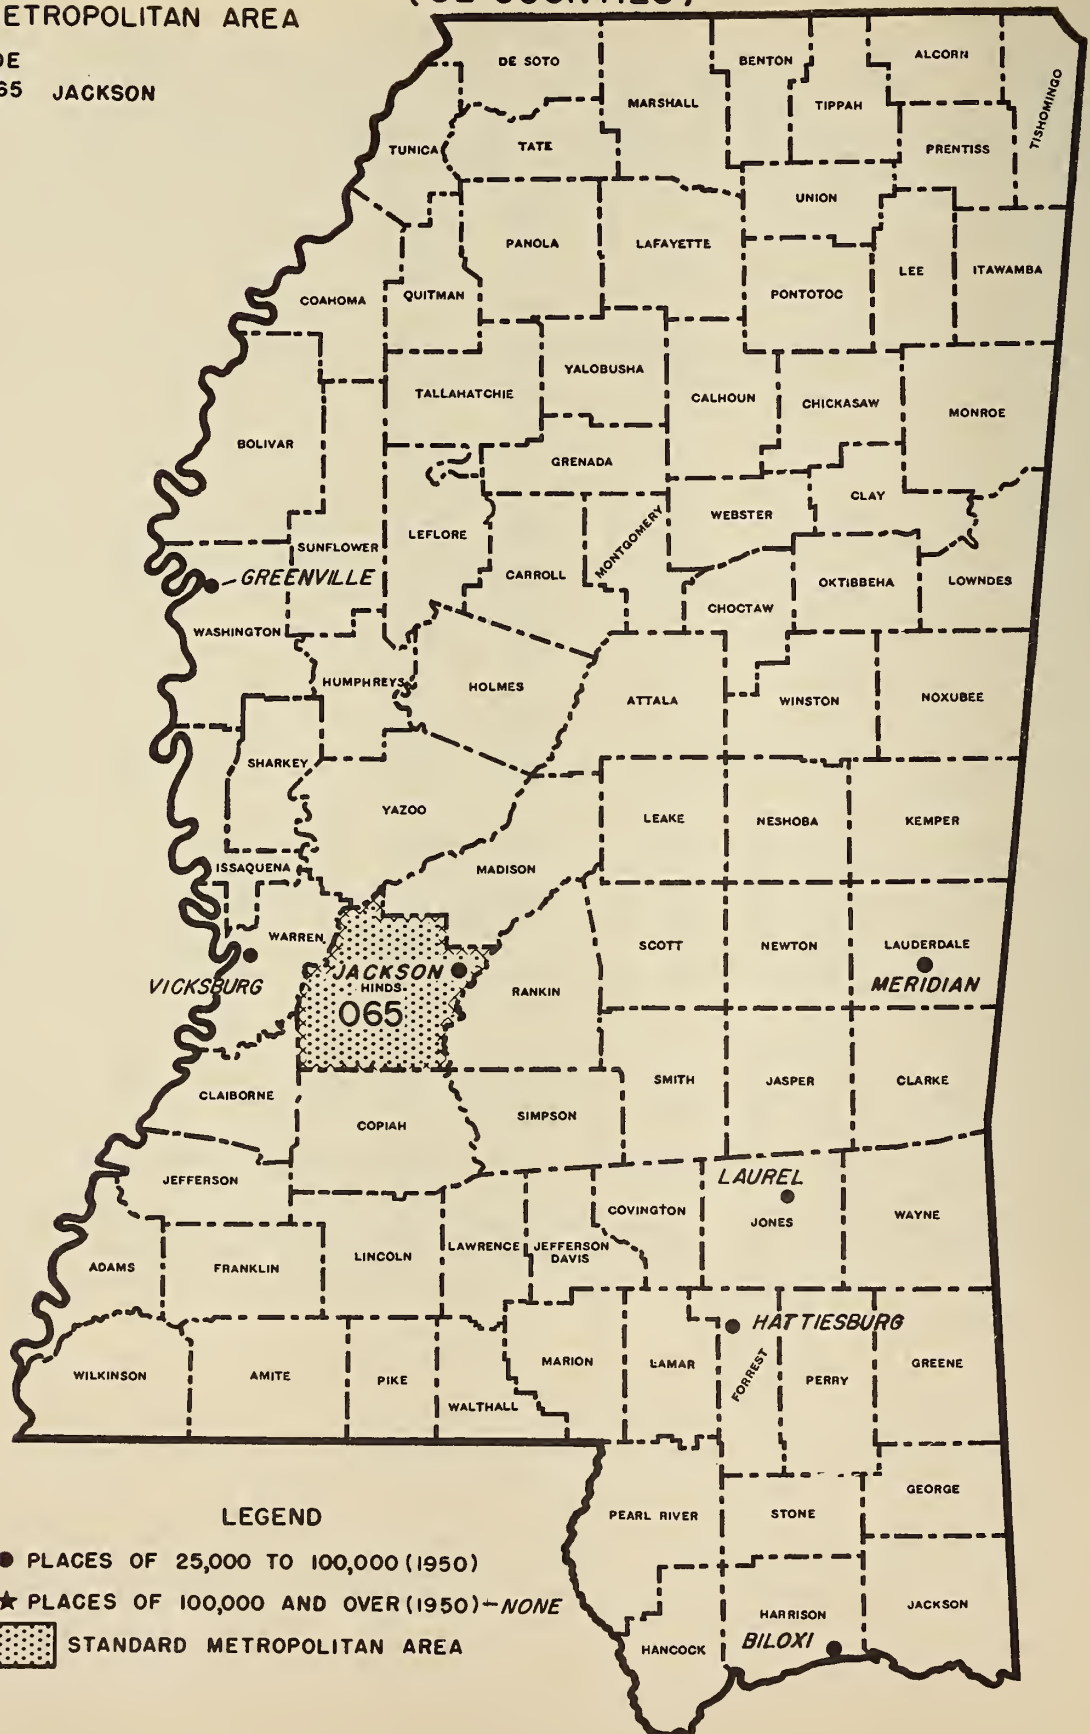 ETROPOLITAN AREA
DE
65 JACKSON
(82 COUNTIES)
DE SOTO
MARSHALL
BENTON
TIPPAH
ALCORN
TISHOMINGO
TUNICA
TATE
PRENTISS
UNION
PANOLA
LAFAYETTE
COAHOMA
QUITMAN
PONTOTOC
LEE
ITAWAMBA
TALLAHATCHIE
YALOBUSHA
CALHOUN
CHICKASAW
MONROE
BOLIVAR
GRENADA
CLAY
WEBSTER
SUNFLOWER
LEFLORE
CARROLL
MONTGOMERY
GREENVILLE
CHOCTAW
OKTIBBEHA
LOWNDES
WASHINGTON
HUMPHREYS
HOLMES
ATTALA
WINSTON
NOXUBEE
SHARKEY
YAZOO
LEAKE
NESHOBA
KEMPER
ISSAQUENA
MADISON
WARREN
VICKSBURG
JACKSON
HINDS
065
RANKIN
SCOTT
NEWTON
LAUDERDALE
MERIDIAN
CLAIBORNE
COPIAH
SIMPSON
SMITH
JASPER
CLARKE
JEFFERSON
LAUREL
COVINGTON
JONES
WAYNE
ADAMS
FRANKLIN
LINCOLN
LAWRENCE
JEFFERSON
DAVIS
HATTIESBURG
WILKINSON
AMITE
PIKE
WALTHALL
MARION
LAMAR
FORREST
PERRY
GREENE
PEARL RIVER
STONE
GEORGE
HANCOCK
HARRISON
BILOXI
JACKSON
LEGEND
PLACES OF 25,000 TO 100,000 (1950)
PLACES OF 100,000 AND OVER (1950)-NONE
STANDARD METROPOLITAN AREA